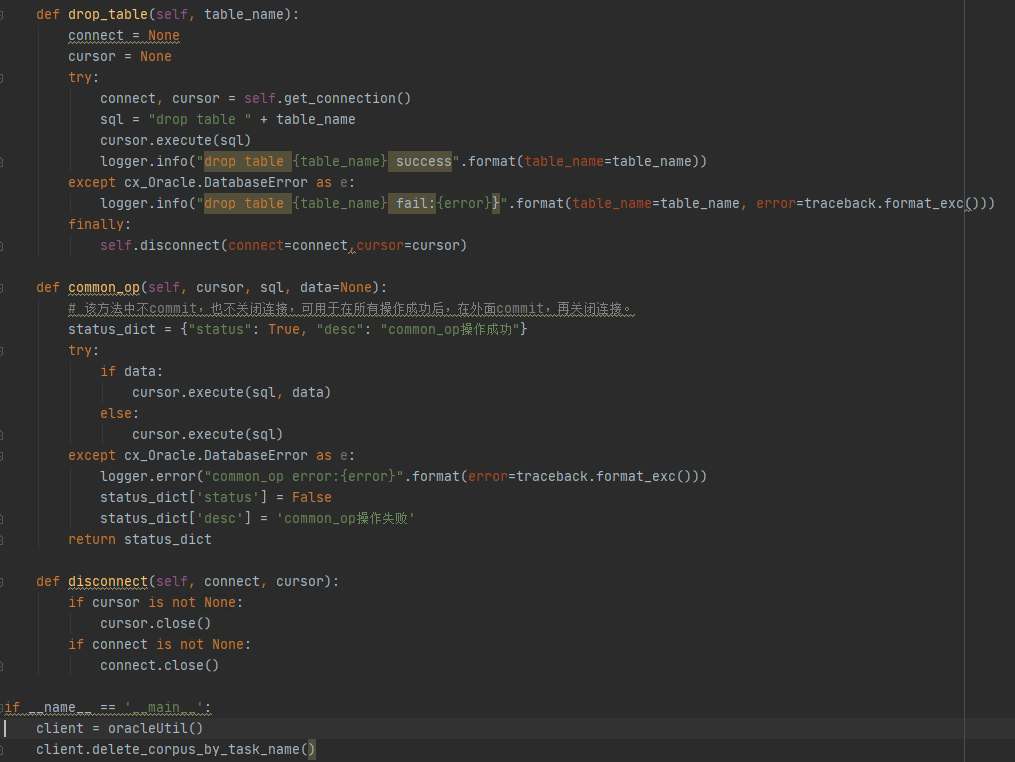 def drop_table(self, table_name):
connect = None
cursor = None
try:
connect, cursor = self.get_connection()
sql = "drop table " + table_name
cursor.execute(sql)
logger.info("drop table {table_name} success".format(table_name=table_name))
except cx_Oracle.DatabaseError as e:
logger.info("drop table {table_name} fail:{error}}".format(table_name=table_name, error=traceback.format_exc()))
finally:
self.disconnect(connect=connect,cursor=cursor)
def common_op(self, cursor, sql, data=None):
# 该方法中不commit，也不关闭连接，可用于在所有操作成功后，在外面commit，再关闭连接。
status_dict = {"status": True, "desc": "common_op操作成功"}
try:
if data:
cursor.execute(sql, data)
else:
cursor.execute(sql)
except cx_Oracle.DatabaseError as e:
logger.error("common_op error:{error}".format(error=traceback.format_exc()))
status_dict['status'] = False
status_dict['desc'] = 'common_op操作失败'
return status_dict
def disconnect(self, connect, cursor):
if cursor is not None:
cursor.close()
if connect is not None:
connect.close()
if __name__ == '__main__':
client = oracleUtil()
client.delete_corpus_by_task_name()